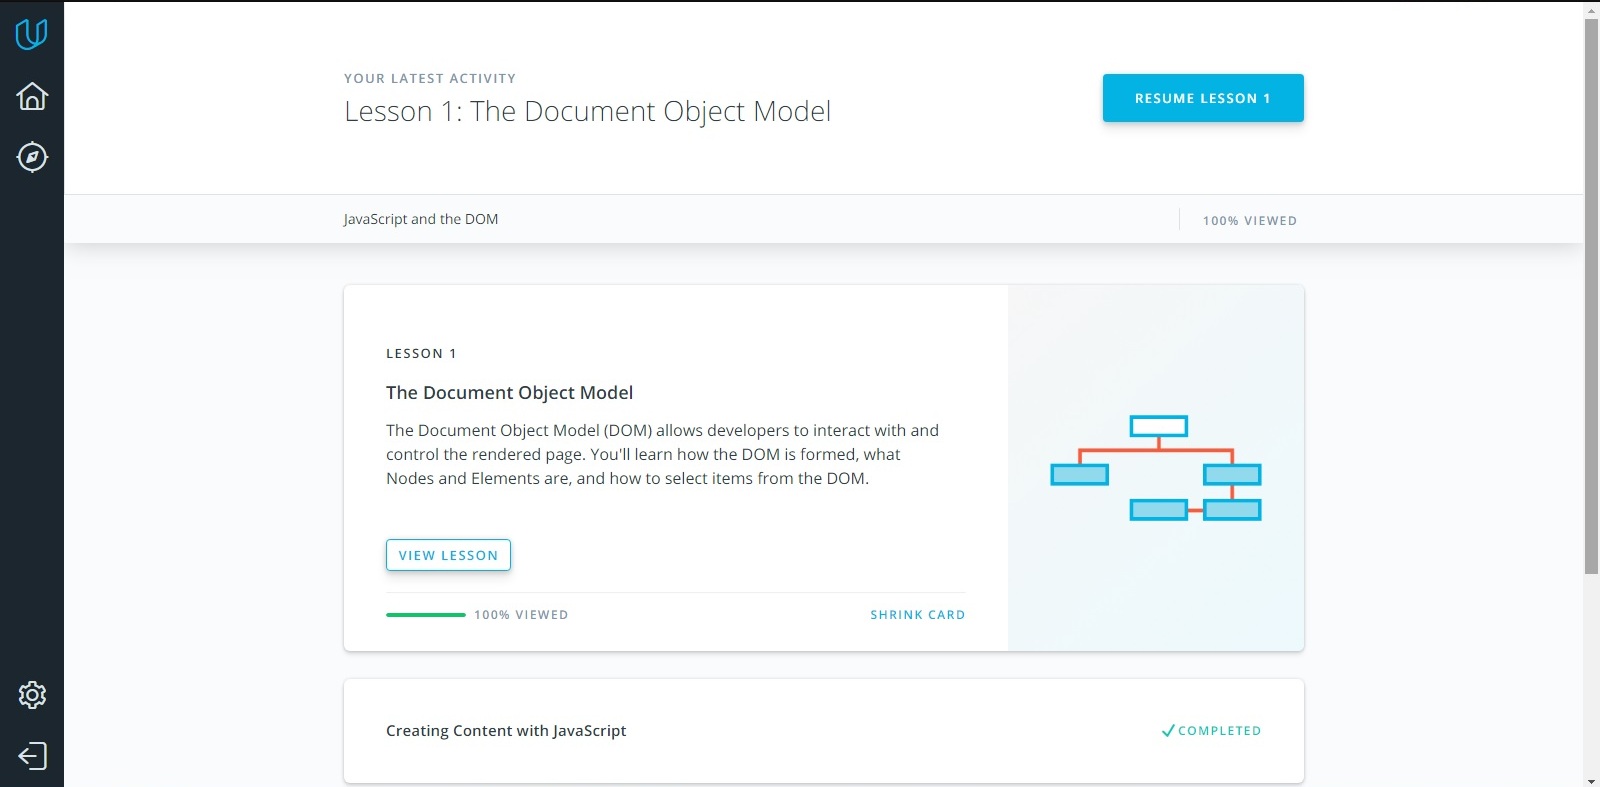 YOUR LATEST ACTIVITY
Lesson 1: The Document Object Model
RESUME LESSON 1
JavaScript and the DOM
100% VIEWED
LESSON 1
The Document Object Model
The Document Object Model (DOM) allows developers to interact with and
control the rendered page. You'll learn how the DOM is formed, what
Nodes and Elements are, and how to select items from the DOM.
VIEW LESSON
100% VIEWED
SHRINK CARD
Creating Content with JavaScript
COMPLETED